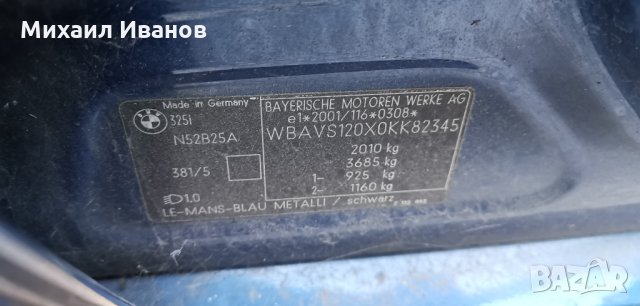 Михаил Иванов
Made in Germany
BAYERISCHE MOTOREN WERKE AG
325i
e1*2001/116*0308*
N52B25A
WBAVS120X0KK82345
2010 kg
381/5
3685 kg
1- 925 kg
2- 1160 kg
1.0
LE-MANS-BLAU METALLI / schwarz
BAZAR
bg